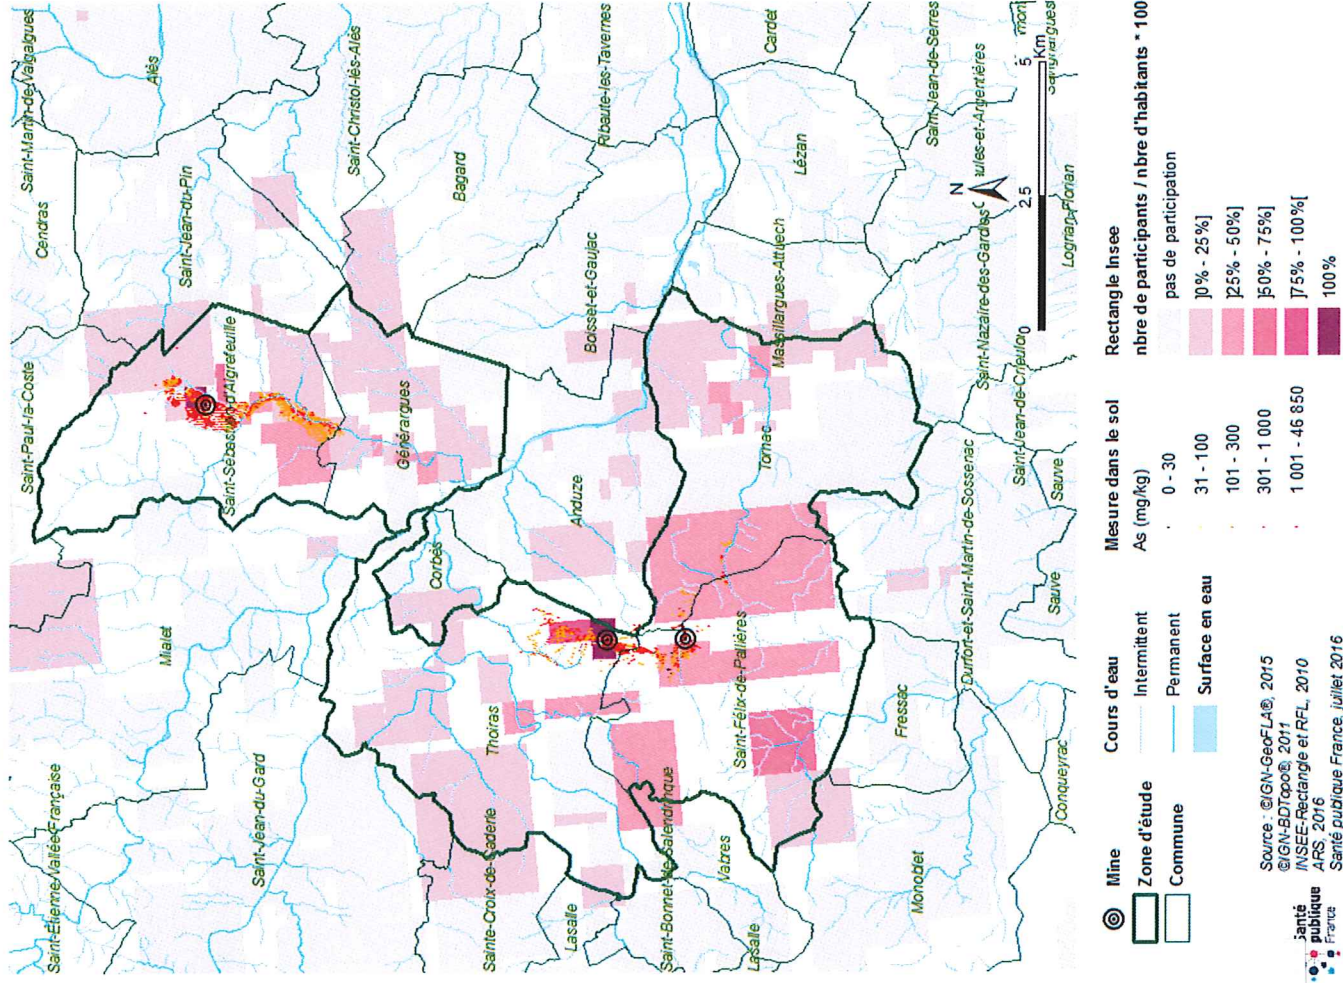 Saint-Etienne-Vallée-Française
Saint-Jean-du-Gard
Mialet
Saint-Paul-la-Coste
Cendras
Saint-Martin-de-Valgalgues
Alès
Saint-Jean-du-Pin
Saint-Sébastien-d'Aigrefeuille
Saint-Christol-lès-Alès
Bagard
Générargues
Corbès
Thoiras
Sainte-Croix-de-Caderle
Lasalle
Anduze
Boisset-et-Gaujac
Ribaute-les-Tavernes
Saint-Bonnet-de-Salendrinque
Vabres
Lasalle
Saint-Félix-de-Pallières
Tornac
Massillargues-Attuech
Lézan
Cardet
Monoblet
Fressac
Durfort-et-Saint-Martin-de-Sossenac
Saint-Nazaire-des-Gardies
Saint-Jean-de-Serres
aules-et-Argentières
Saint-Jean-de-Crieulon
Conqueyrac
Sauve
Sauve
Logrian-Florian
N
0 2,5 5
Km
Mine
Zone d'étude
Commune
Cours d'eau
Intermittent
Permanent
Surface en eau
Mesure dans le sol
As (mg/kg)
0 - 30
31 - 100
101 - 300
301 - 1 000
1 001 - 46 850
Rectangle Insee
nbre de participants / nbre d'habitants * 100
pas de participation
]0% - 25%]
]25% - 50%]
]50% - 75%]
]75% - 100%[
100%
Source : ©IGN-GeoFLA®, 2015
©IGN-BDTopo®, 2011
INSEE-Rectangle et RFL, 2010
ARS, 2016
Santé publique France, juillet 2016
Santé
publique
France